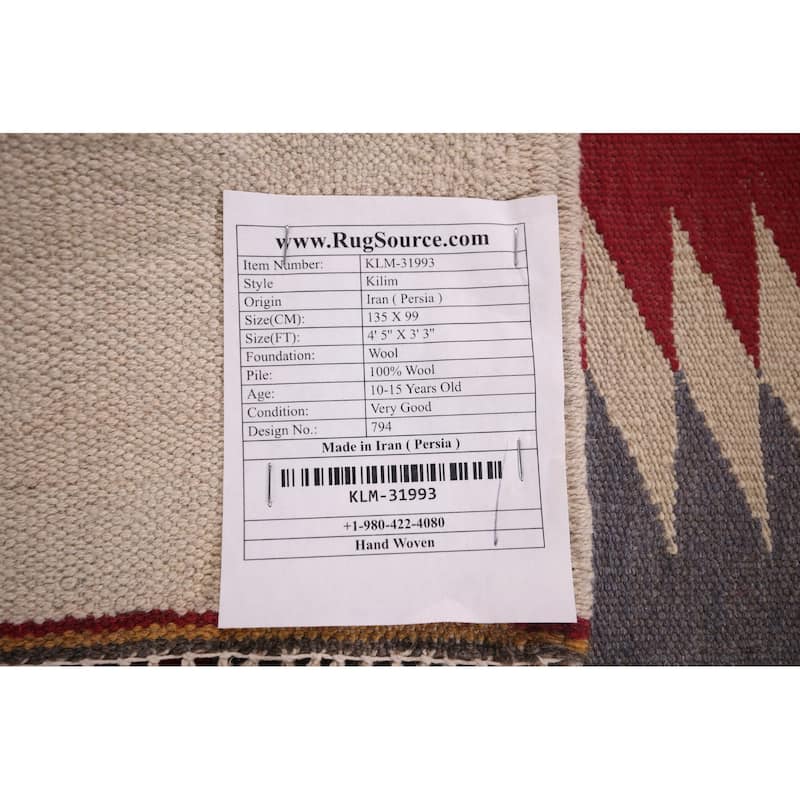 www.RugSource.com
Item Number: KLM-31993
Style Kilim
Origin Iran ( Persia )
Size(CM): 135 X 99
Size(FT): 4' 5" X 3' 3"
Foundation: Wool
Pile: 100% Wool
Age: 10-15 Years Old
Condition: Very Good
Design No.: 794
Made in Iran ( Persia )
KLM-31993
+1-980-422-4080
Hand Woven